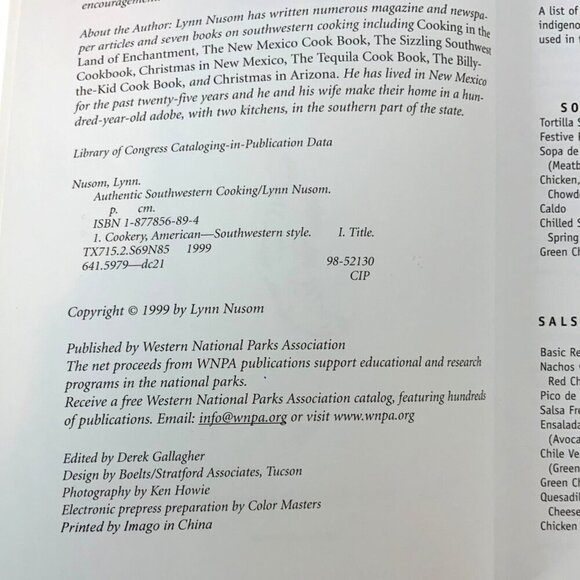 encouragement.
About the Author: Lynn Nusom has written numerous magazine and newspa-
per articles and seven books on southwestern cooking including Cooking in the
Land of Enchantment, The New Mexico Cook Book, The Sizzling Southwest
Cookbook, Christmas in New Mexico, The Tequila Cook Book, The Billy-
the-Kid Cook Book, and Christmas in Arizona. He has lived in New Mexico
for the past twenty-five years and he and his wife make their home in a hun-
dred-year-old adobe, with two kitchens, in the southern part of the state.
Library of Congress Cataloging-in-Publication Data
Nusom, Lynn.
Authentic Southwestern Cooking/Lynn Nusom.
p. cm.
ISBN 1-877856-89-4
1. Cookery, American—Southwestern style. I. Title.
TX715.2.S69N85 1999
641.5979—dc21 98-52130
CIP
Copyright © 1999 by Lynn Nusom
Published by Western National Parks Association
The net proceeds from WNPA publications support educational and research
programs in the national parks.
Receive a free Western National Parks Association catalog, featuring hundreds
of publications. Email: info@wnpa.org or visit www.wnpa.org
Edited by Derek Gallagher
Design by Boelts/Stratford Associates, Tucson
Photography by Ken Howie
Electronic prepress preparation by Color Masters
Printed by Imago in China
A list of
indigeno
used in t
SO
Tortilla S
Festive
Sopa de
(Meatb
Chicken,
Chowd
Caldo
Chilled S
Spring
Green Ch
SALS
Basic Re
Nachos
Red Ch
Pico de
Salsa Fre
Ensalada
(Avoca
Chile Ve
(Green
Green Ch
Quesadil
Cheese
Chicken